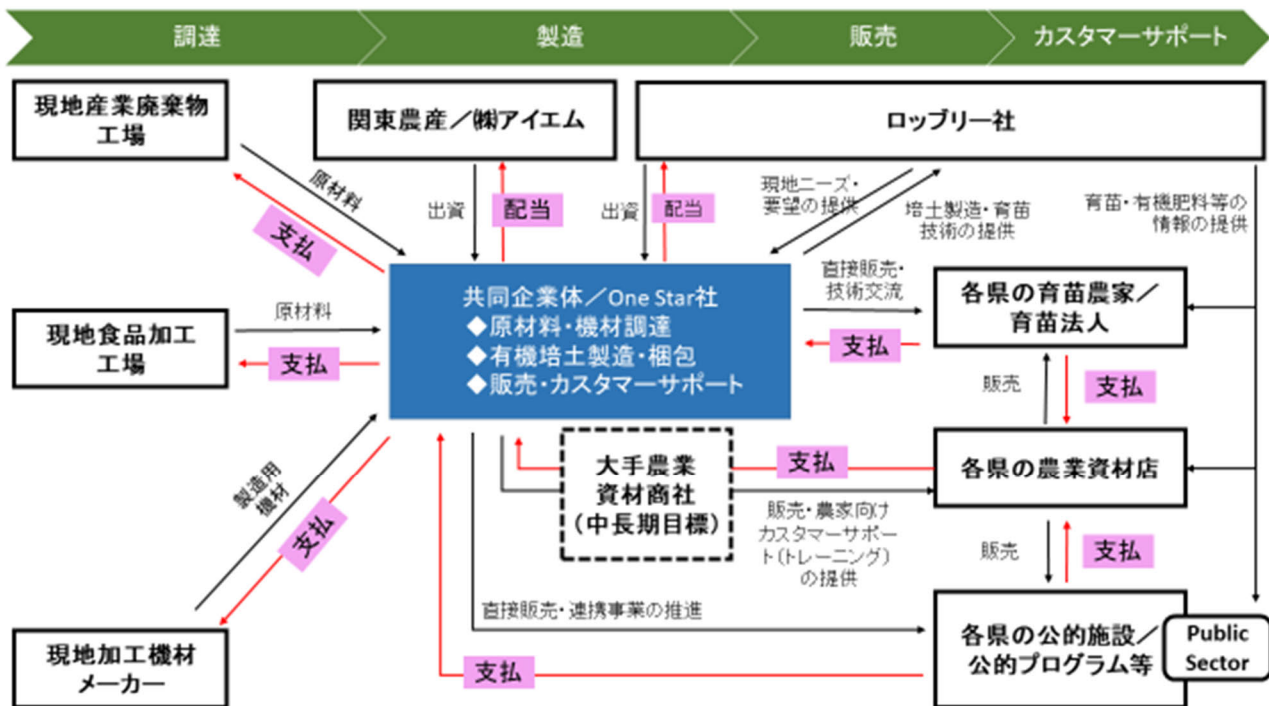 調達
製造
販売
カスタマーサポート
現地産業廃棄物
工場
関東農産／㈱アイエム
ロッブリー社
原材料
支払
出資
配当
出資
配当
現地ニーズ・
要望の提供
培土製造・育苗
技術の提供
育苗・有機肥料等の
情報の提供
現地食品加工
工場
原材料
支払
共同企業体／One Star社
◆原材料・機材調達
◆有機培土製造・梱包
◆販売・カスタマーサポート
直接販売・
技術交流
支払
各県の育苗農家／
育苗法人
販売
支払
製造用
機材
支払
大手農業
資材商社
（中長期目標）
支払
各県の農業資材店
販売・農家向け
カスタマーサポー
ト（トレーニング）
の提供
販売
支払
直接販売・連携事業の推進
支払
現地加工機材
メーカー
各県の公的施設／
公的プログラム等
Public
Sector